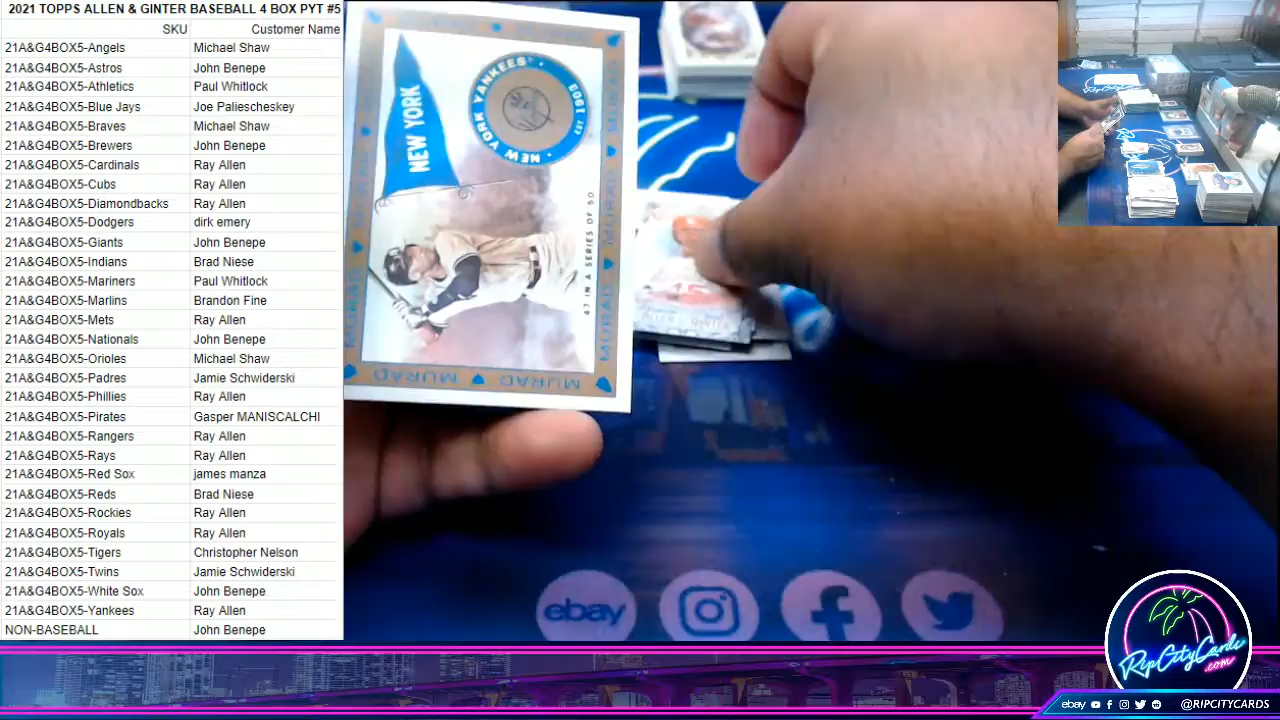 2021 TOPPS ALLEN & GINTER BASEBALL 4 BOX PYT #5
SKU Customer Name
21A&G4BOX5-Angels Michael Shaw
21A&G4BOX5-Astros John Benepe
21A&G4BOX5-Athletics Paul Whitlock
21A&G4BOX5-Blue Jays Joe Paliescheskey
21A&G4BOX5-Braves Michael Shaw
21A&G4BOX5-Brewers John Benepe
21A&G4BOX5-Cardinals Ray Allen
21A&G4BOX5-Cubs Ray Allen
21A&G4BOX5-Diamondbacks Ray Allen
21A&G4BOX5-Dodgers dirk emery
21A&G4BOX5-Giants John Benepe
21A&G4BOX5-Indians Brad Niese
21A&G4BOX5-Mariners Paul Whitlock
21A&G4BOX5-Marlins Brandon Fine
21A&G4BOX5-Mets Ray Allen
21A&G4BOX5-Nationals John Benepe
21A&G4BOX5-Orioles Michael Shaw
21A&G4BOX5-Padres Jamie Schwiderski
21A&G4BOX5-Phillies Ray Allen
21A&G4BOX5-Pirates Gasper MANISCALCHI
21A&G4BOX5-Rangers Ray Allen
21A&G4BOX5-Rays Ray Allen
21A&G4BOX5-Red Sox james manza
21A&G4BOX5-Reds Brad Niese
21A&G4BOX5-Rockies Ray Allen
21A&G4BOX5-Royals Ray Allen
21A&G4BOX5-Tigers Christopher Nelson
21A&G4BOX5-Twins Jamie Schwiderski
21A&G4BOX5-White Sox John Benepe
21A&G4BOX5-Yankees Ray Allen
NON-BASEBALL John Benepe
NEW YORK
NEW YORK YANKEES
EST 1903
NEW YORK
47 IN A SERIES OF 50
MURAD MURAD MURAD
MURAD
MURAD MURAD
ebay
RipCityCards
.com
ebay @RIPCITYCARDS